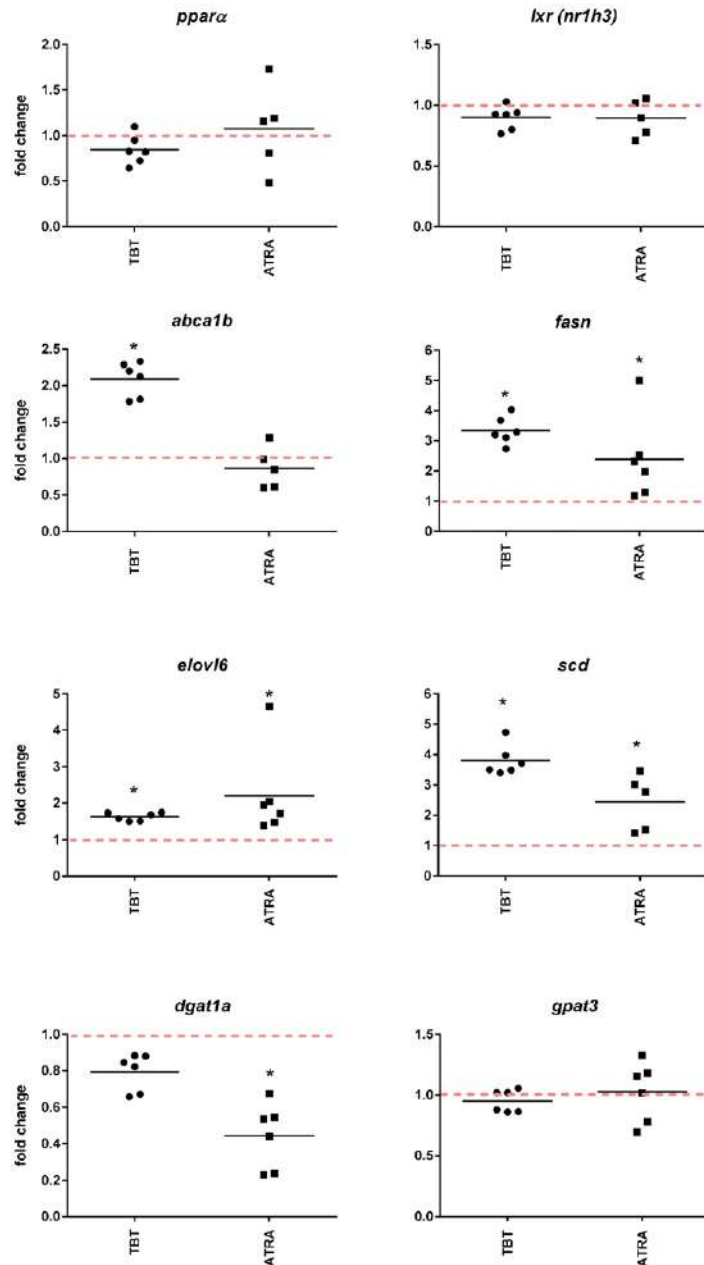 pparα
fold change
2.0
1.5
1.0
0.5
0.0
TBT
ATRA
lxr (nr1h3)
1.5
1.0
0.5
0.0
TBT
ATRA
abca1b
fold change
2.5
2.0
1.5
1.0
0.5
0.0
*
TBT
ATRA
fasn
6
5
4
3
2
1
0
*
*
TBT
ATRA
elovl6
fold change
5
4
3
2
1
0
*
*
TBT
ATRA
scd
6
5
4
3
2
1
0
*
*
TBT
ATRA
dgat1a
fold change
1.0
0.8
0.6
0.4
0.2
0.0
*
TBT
ATRA
gpat3
1.5
1.0
0.5
0.0
TBT
ATRA